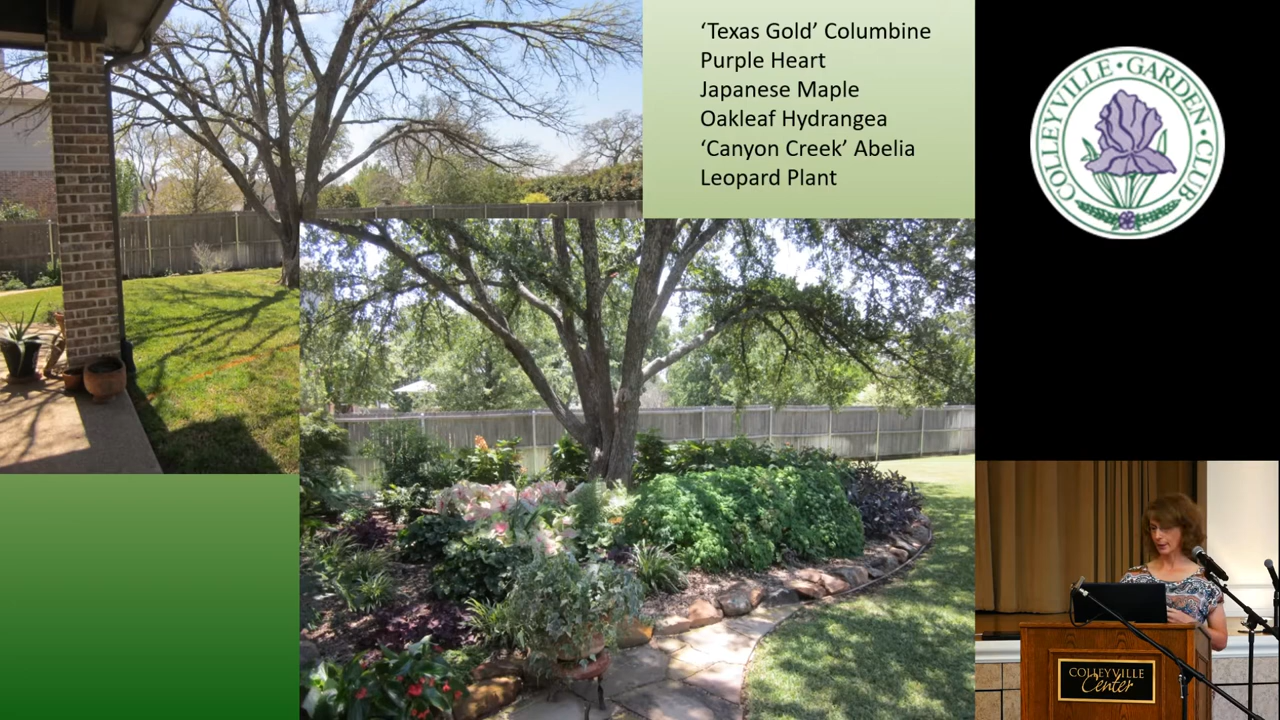 ‘Texas Gold’ Columbine
Purple Heart
Japanese Maple
Oakleaf Hydrangea
‘Canyon Creek’ Abelia
Leopard Plant
COLLEYVILLE • GARDEN • CLUB
COLLEYVILLE
Center